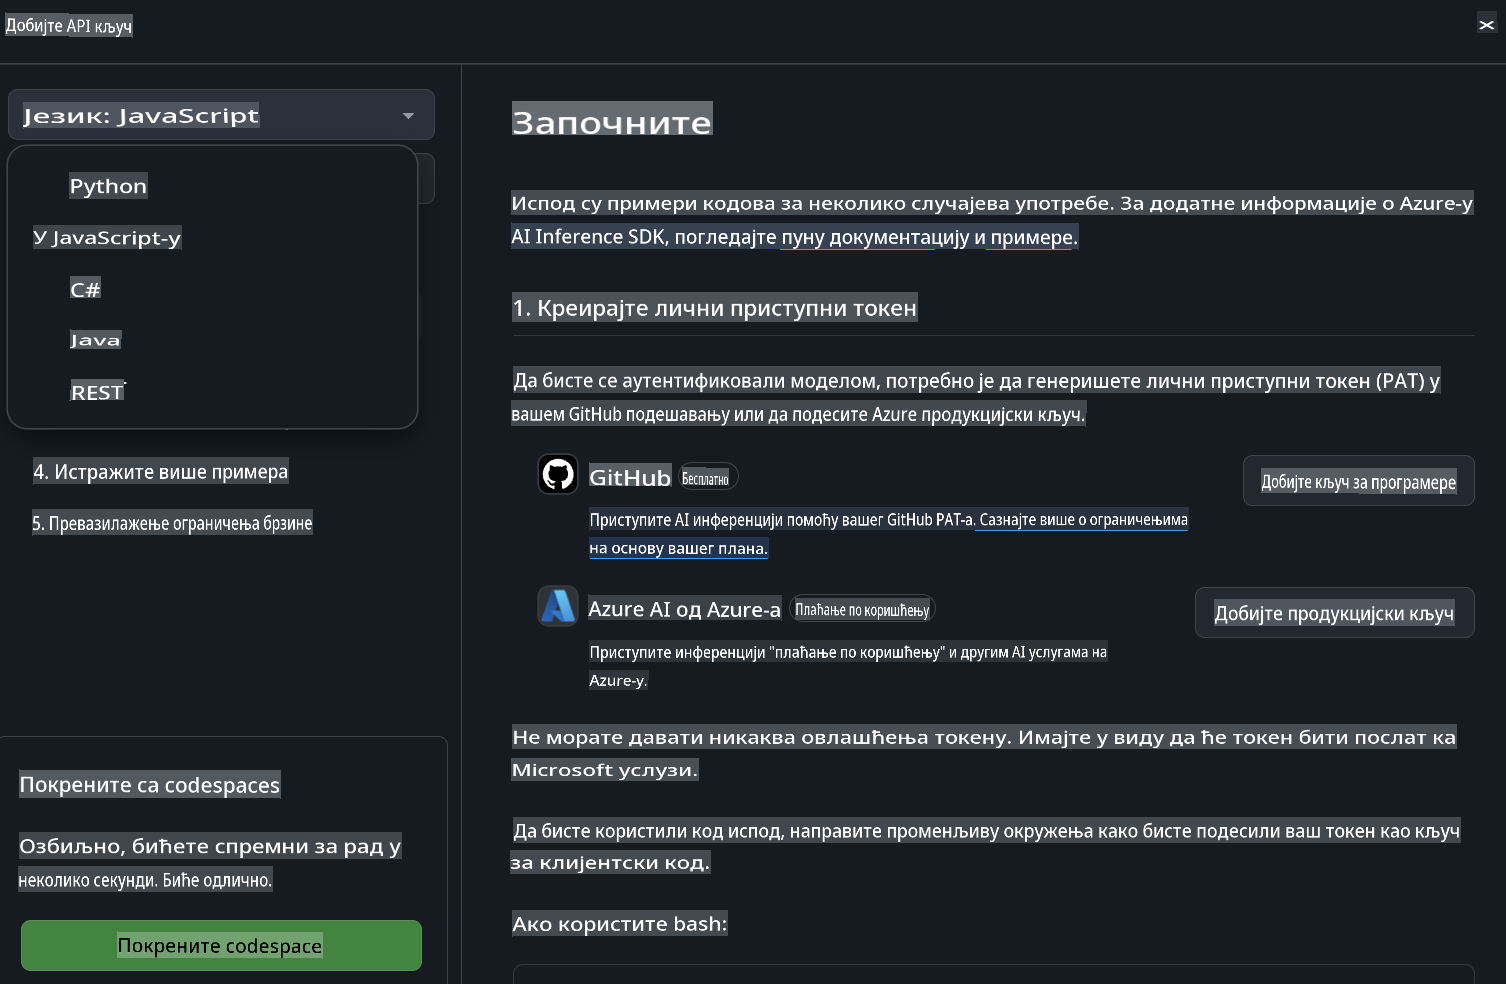 Добијте API кључ
Језик: JavaScript
Python
У JavaScript-у
C#
Java
REST
4. Истражите више примера
5. Превазилажење ограничења брзине
Покрените са codespaces
Озбиљно, бићете спремни за рад у
неколико секунди. Биће одлично.
Покрените codespace
Започните
Испод су примери кодова за неколико случајева употребе. За додатне информације о Azure-у
AI Inference SDK, погледајте пуну документацију и примере.
1. Креирајте лични приступни токен
Да бисте се аутентификовали моделом, потребно је да генеришете лични приступни токен (PAT) у
вашем GitHub подешавању или да подесите Azure продукцијски кључ.
GitHub Бесплатно
Добијте кључ за програмере
Приступите AI инференцији помоћу вашег GitHub PAT-а. Сазнајте више о ограничењима
на основу вашег плана.
Azure AI од Azure-а Плаћање по коришћењу
Добијте продукцијски кључ
Приступите инференцији "плаћање по коришћењу" и другим AI услугама на
Azure-у.
Не морате давати никаква овлашћења токену. Имајте у виду да ће токен бити послат ка
Microsoft услузи.
Да бисте користили код испод, направите променљиву окружења како бисте подесили ваш токен као кључ
за клијентски код.
Ако користите bash: